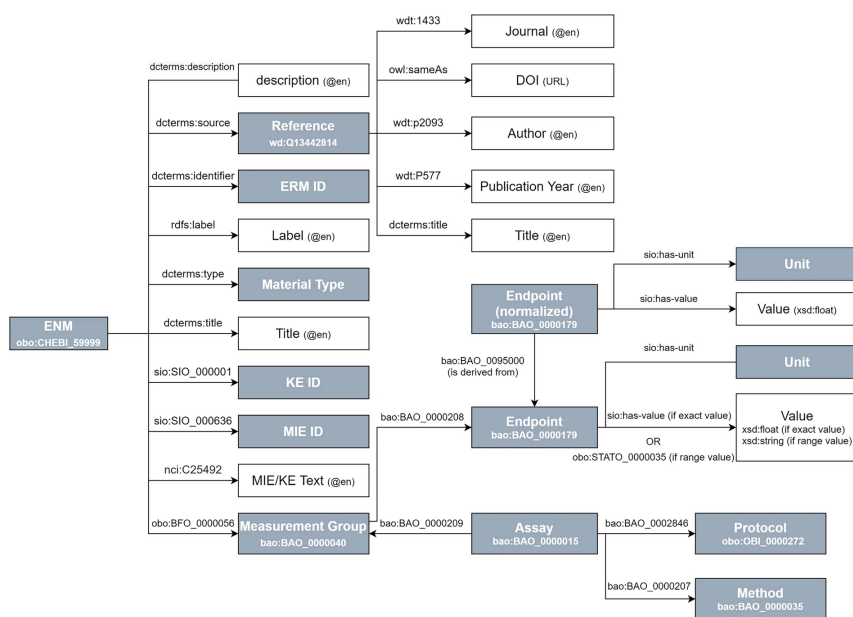 wdt:1433
Journal (@en)
dcterms:description
description (@en)
owl:sameAs
DOI (URL)
dcterms:source
Reference
wd:Q13442814
wdt:p2093
Author (@en)
dcterms:identifier
ERM ID
wdt:P577
Publication Year (@en)
rdfs:label
Label (@en)
dcterms:title
Title (@en)
dcterms:type
Material Type
sio:has-unit
Unit
ENM
obo:CHEBI_59999
dcterms:title
Title (@en)
Endpoint
(normalized)
bao:BAO_0000179
sio:has-value
Value (xsd:float)
bao:BAO_0095000
(is derived from)
sio:has-unit
Unit
sio:SIO_000001
KE ID
sio:SIO_000636
MIE ID
bao:BAO_0000208
Endpoint
bao:BAO_0000179
sio:has-value (if exact value)
OR
obo:STATO_0000035 (if range value)
Value
xsd:float (if exact value)
xsd:string (if range value)
nci:C25492
MIE/KE Text (@en)
obo:BFO_0000056
Measurement Group
bao:BAO_0000040
bao:BAO_0000209
Assay
bao:BAO_0000015
bao:BAO_0002846
Protocol
obo:OBI_0000272
bao:BAO_0000207
Method
bao:BAO_0000035